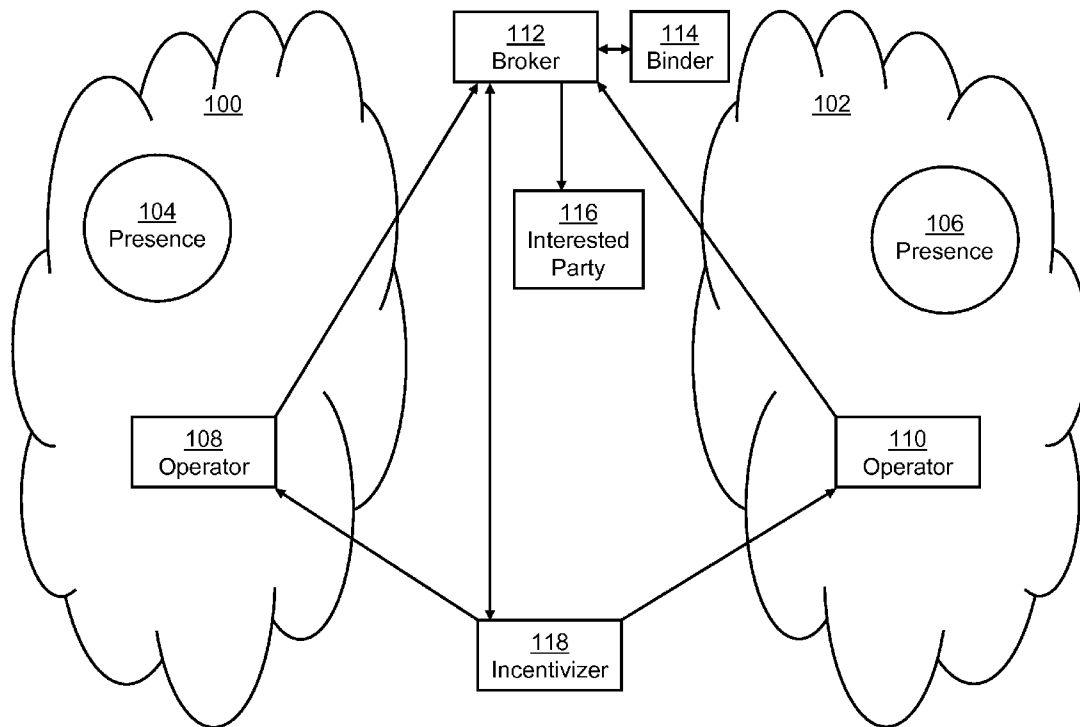 112
Broker
114
Binder
100
102
104
Presence
116
Interested
Party
106
Presence
108
Operator
110
Operator
118
Incentivizer